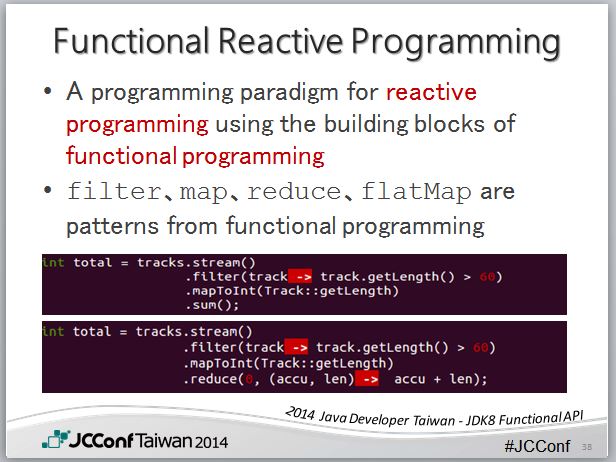 Functional Reactive Programming
• A programming paradigm for reactive
programming using the building blocks of
functional programming
• filter、map、reduce、flatMap are
patterns from functional programming
int total = tracks.stream()
.filter(track -> track.getLength() > 60)
.mapToInt(Track::getLength)
.sum();
int total = tracks.stream()
.filter(track -> track.getLength() > 60)
.mapToInt(Track::getLength)
.reduce(0, (accu, len) -> accu + len);
2014 Java Developer Taiwan - JDK8 Functional API
JCConf Taiwan 2014
#JCConf 38